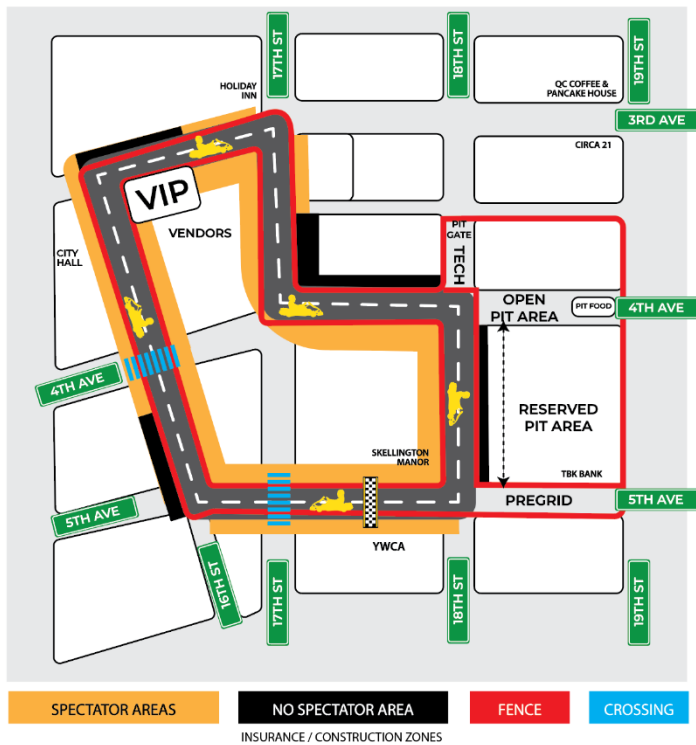 17TH ST
18TH ST
19TH ST
HOLIDAY
INN
QC COFFEE &
PANCAKE HOUSE
3RD AVE
CIRCA 21
VIP
VENDORS
CITY
HALL
PIT
GATE
TECH
OPEN
PIT AREA
PIT FOOD
4TH AVE
4TH AVE
RESERVED
PIT AREA
SKELLINGTON
MANOR
TBK BANK
PREGRID
5TH AVE
5TH AVE
YWCA
16TH ST
17TH ST
18TH ST
19TH ST
SPECTATOR AREAS
NO SPECTATOR AREA
FENCE
CROSSING
INSURANCE / CONSTRUCTION ZONES